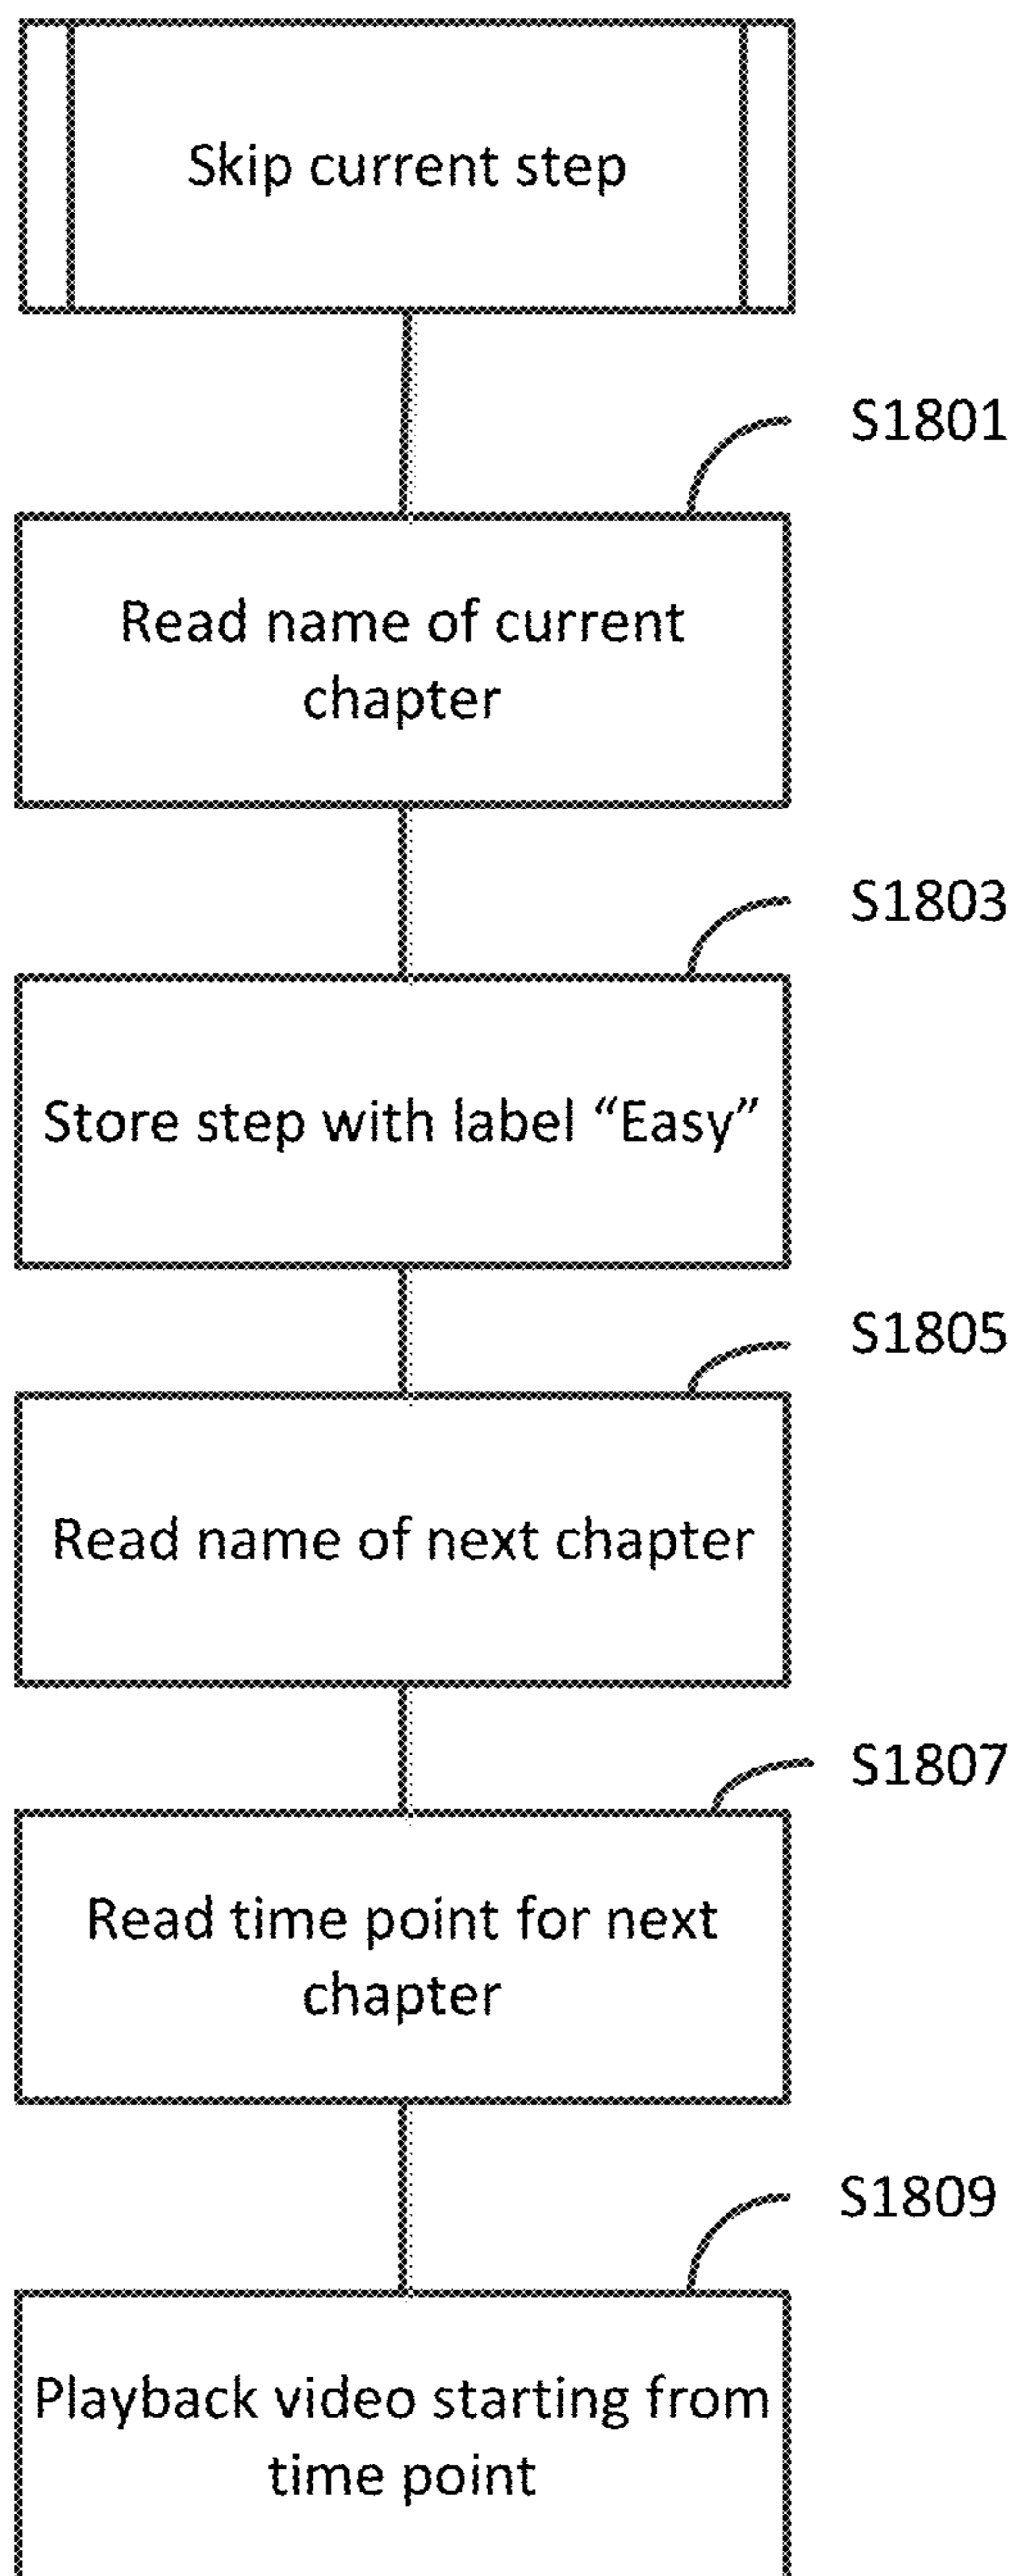 Skip current step
S1801
Read name of current
chapter
S1803
Store step with label “Easy”
S1805
Read name of next chapter
S1807
Read time point for next
chapter
S1809
Playback video starting from
time point